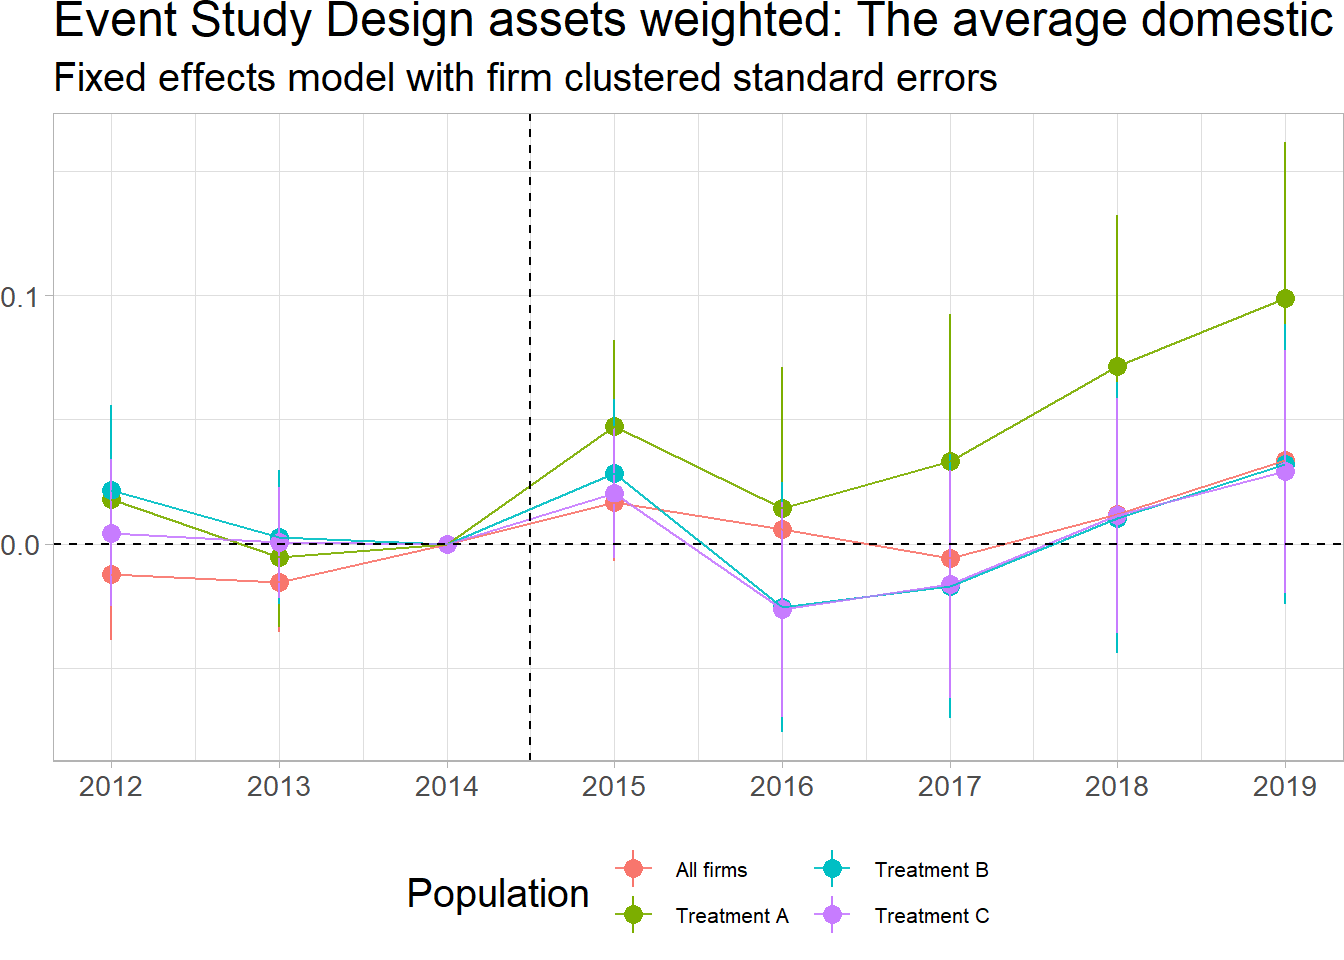 Event Study Design assets weighted: The average domestic
Fixed effects model with firm clustered standard errors
0.1
0.0
2012 2013 2014 2015 2016 2017 2018 2019
Population
All firms
Treatment A
Treatment B
Treatment C